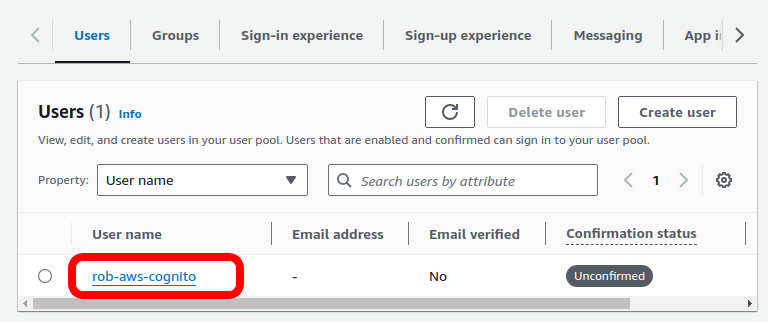 Users Groups Sign-in experience Sign-up experience Messaging App i
Users (1) Info Delete user Create user
View, edit, and create users in your user pool. Users that are enabled and confirmed can sign in to your user pool.
Property: User name Search users by attribute 1
User name Email address Email verified Confirmation status
rob-aws-cognito - No Unconfirmed